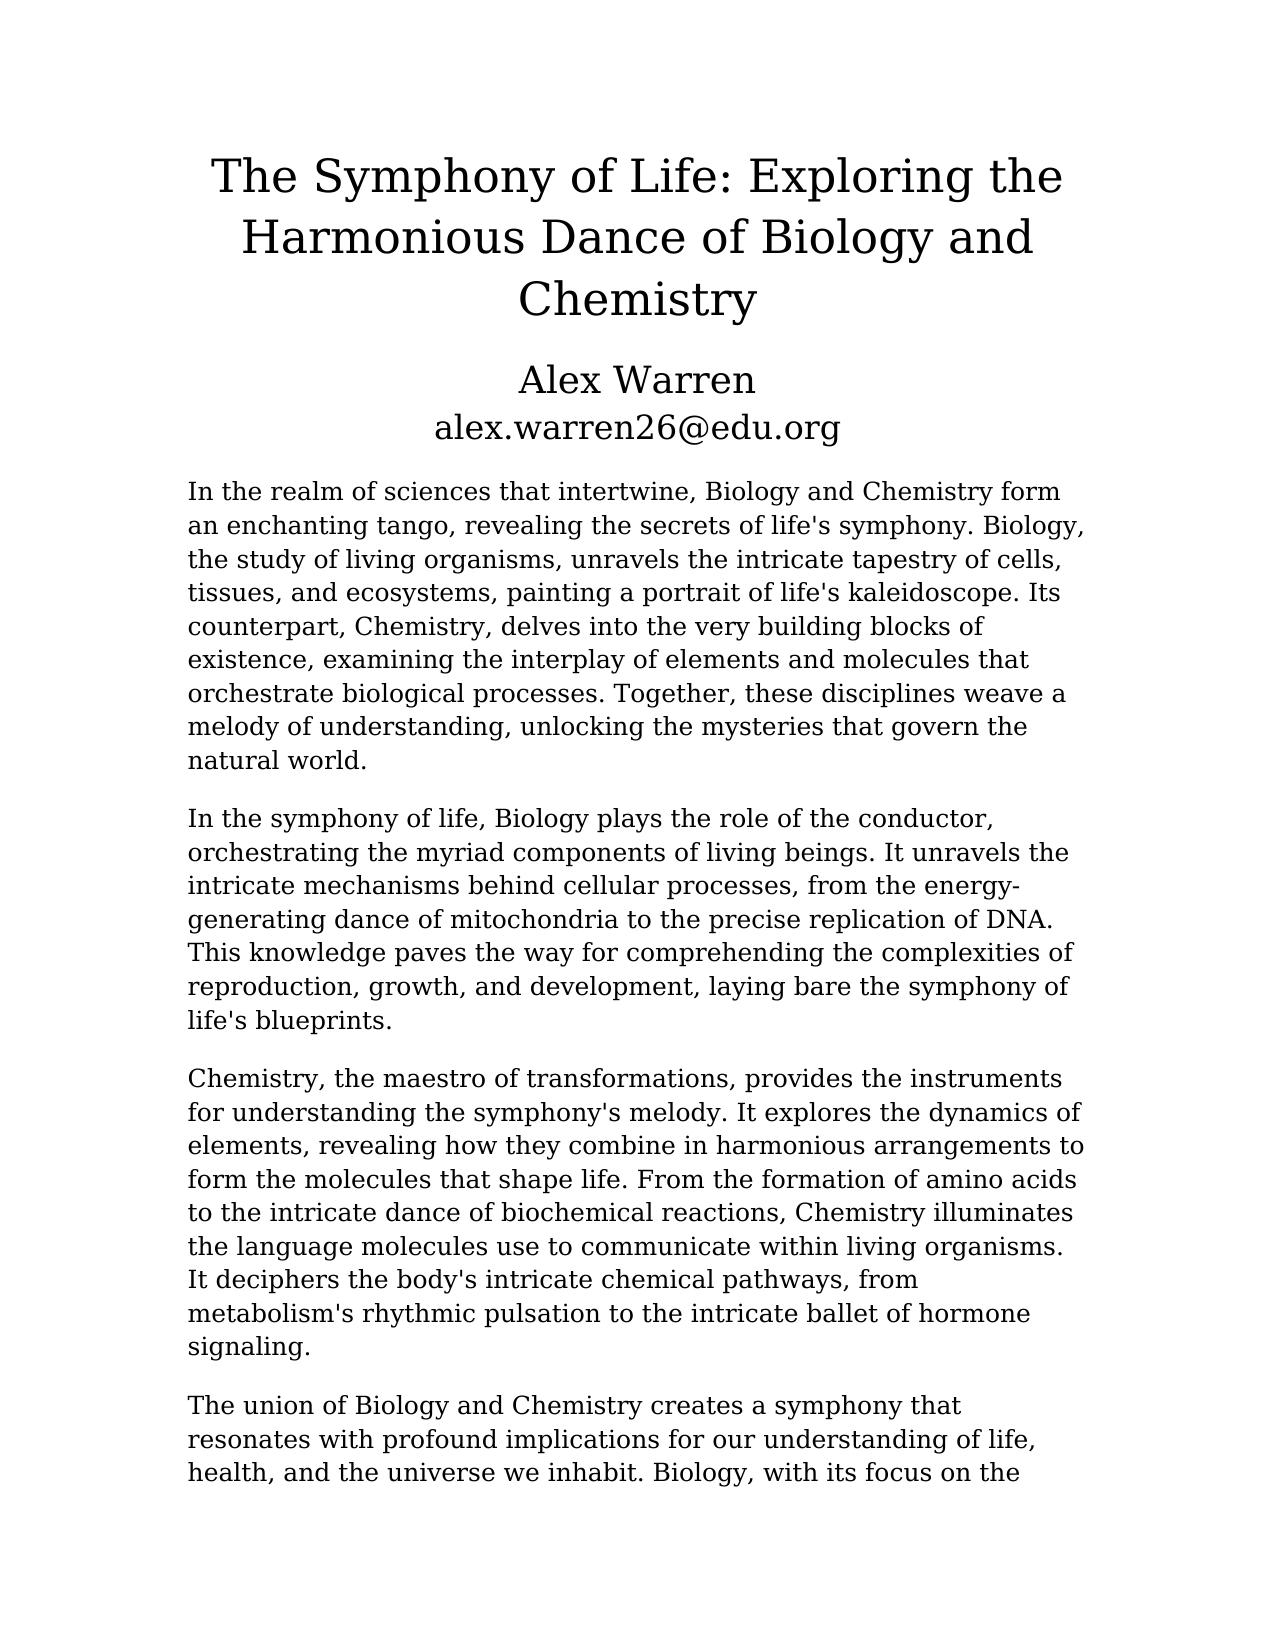 The Symphony of Life: Exploring the
Harmonious Dance of Biology and
Chemistry
Alex Warren
alex.warren26@edu.org
In the realm of sciences that intertwine, Biology and Chemistry form
an enchanting tango, revealing the secrets of life's symphony. Biology,
the study of living organisms, unravels the intricate tapestry of cells,
tissues, and ecosystems, painting a portrait of life's kaleidoscope. Its
counterpart, Chemistry, delves into the very building blocks of
existence, examining the interplay of elements and molecules that
orchestrate biological processes. Together, these disciplines weave a
melody of understanding, unlocking the mysteries that govern the
natural world.
In the symphony of life, Biology plays the role of the conductor,
orchestrating the myriad components of living beings. It unravels the
intricate mechanisms behind cellular processes, from the energy-
generating dance of mitochondria to the precise replication of DNA.
This knowledge paves the way for comprehending the complexities of
reproduction, growth, and development, laying bare the symphony of
life's blueprints.
Chemistry, the maestro of transformations, provides the instruments
for understanding the symphony's melody. It explores the dynamics of
elements, revealing how they combine in harmonious arrangements to
form the molecules that shape life. From the formation of amino acids
to the intricate dance of biochemical reactions, Chemistry illuminates
the language molecules use to communicate within living organisms.
It deciphers the body's intricate chemical pathways, from
metabolism's rhythmic pulsation to the intricate ballet of hormone
signaling.
The union of Biology and Chemistry creates a symphony that
resonates with profound implications for our understanding of life,
health, and the universe we inhabit. Biology, with its focus on the